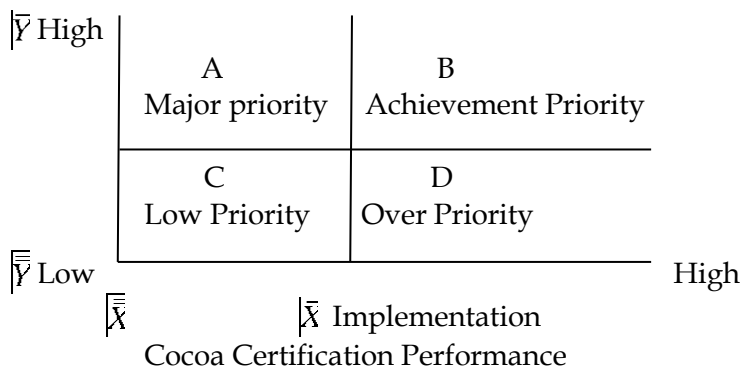 Y̅ High
A B
Major priority Achievement Priority
C D
Low Priority Over Priority
Y̿ Low High
X̿ X̅ Implementation
Cocoa Certification Performance